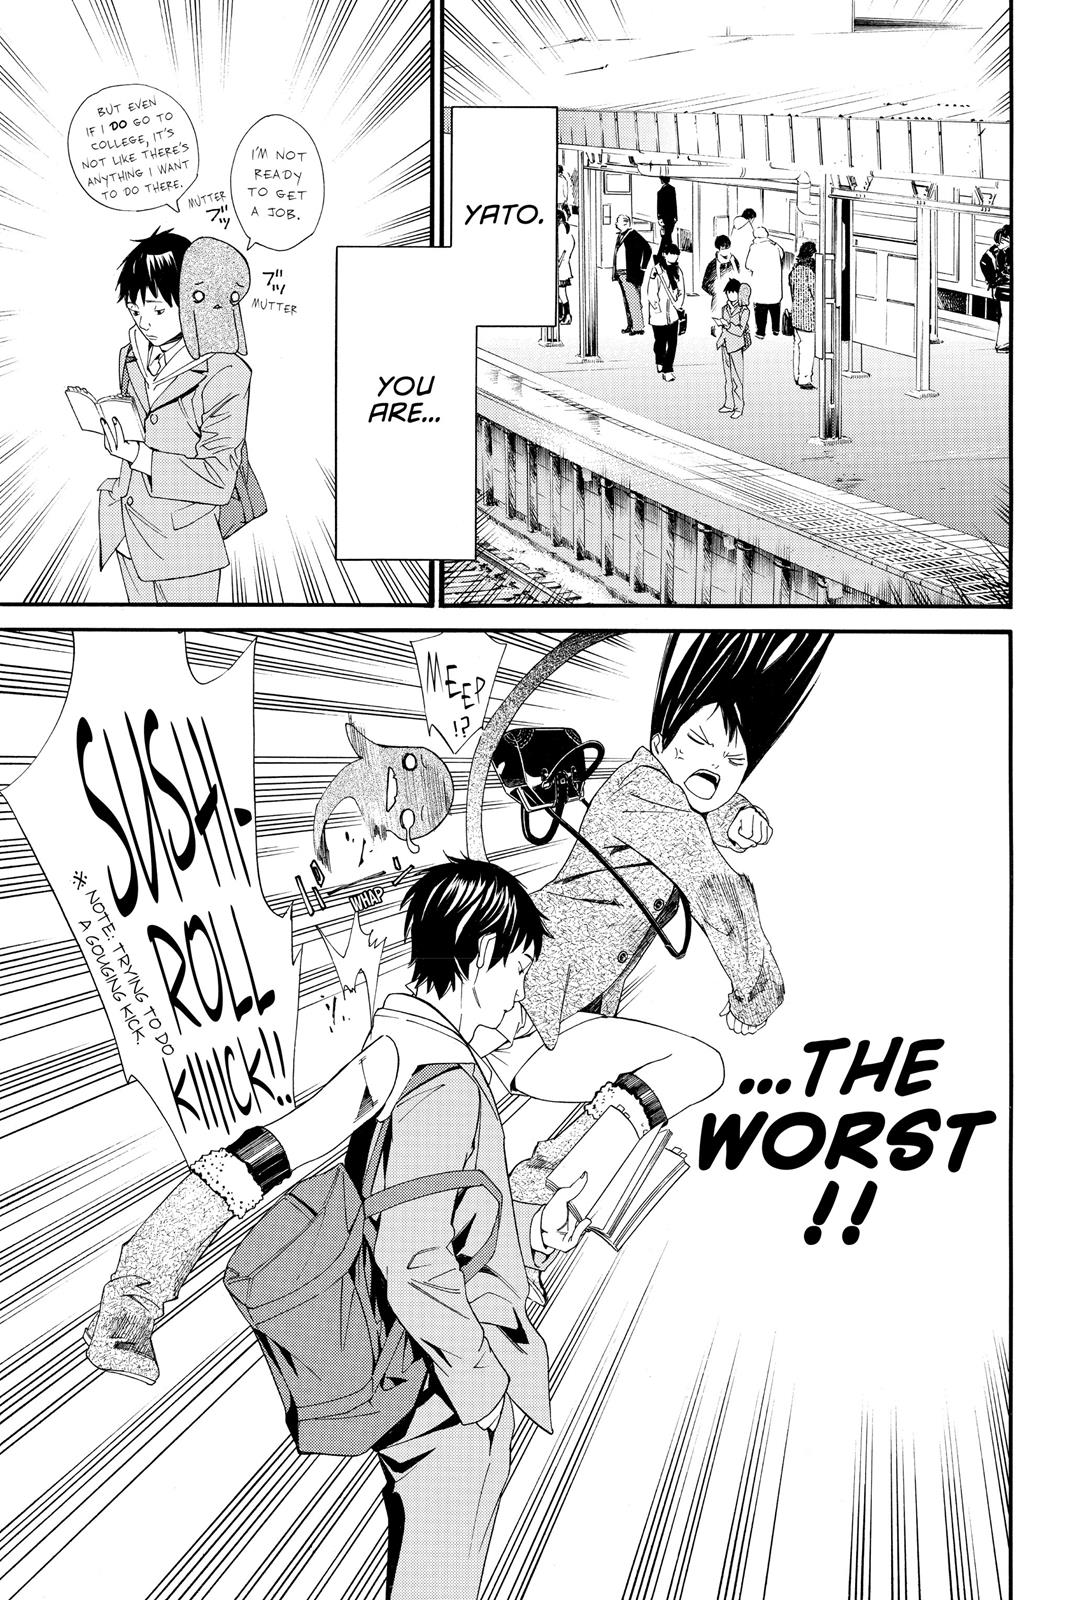 YATO.
YOU
ARE...
I'M NOT
READY
TO GET
A JOB.
BUT EVEN
IF I DO GO TO
COLLEGE, IT'S
NOT LIKE THERE'S
ANYTHING I WANT
TO DO THERE.
MUTTER
ブツ
ブツ
MUTTER
MEEP
!?
WHAP
SUSHI-
ROLL
KIIIICK!!
※ NOTE: TRYING TO DO
A GOUGING KICK.
...THE
WORST
!!